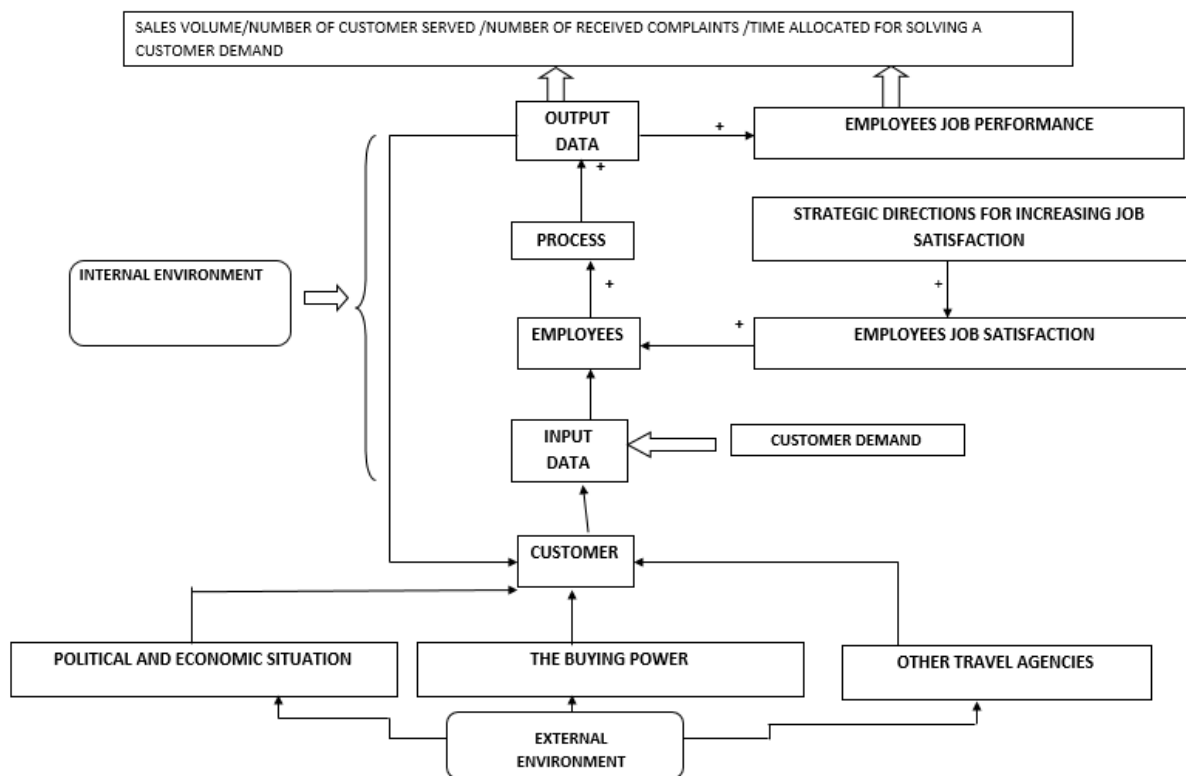 SALES VOLUME/NUMBER OF CUSTOMER SERVED /NUMBER OF RECEIVED COMPLAINTS /TIME ALLOCATED FOR SOLVING A
CUSTOMER DEMAND
OUTPUT
DATA
+
EMPLOYEES JOB PERFORMANCE
+
STRATEGIC DIRECTIONS FOR INCREASING JOB
SATISFACTION
PROCESS
INTERNAL ENVIRONMENT
+
+
EMPLOYEES
+
EMPLOYEES JOB SATISFACTION
INPUT
DATA
CUSTOMER DEMAND
CUSTOMER
POLITICAL AND ECONOMIC SITUATION
THE BUYING POWER
OTHER TRAVEL AGENCIES
EXTERNAL
ENVIRONMENT